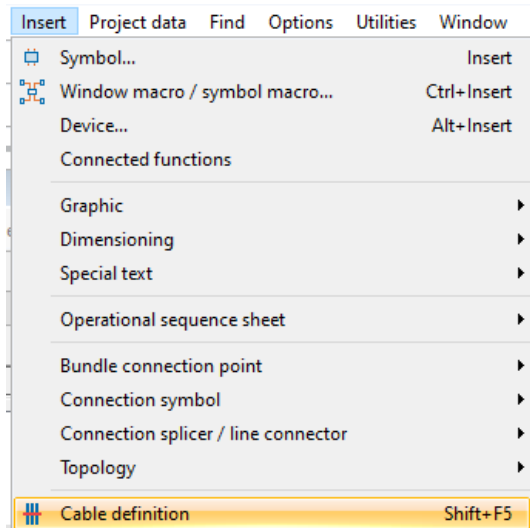 Insert Project data Find Options Utilities Window
Symbol... Insert
Window macro / symbol macro... Ctrl+Insert
Device... Alt+Insert
Connected functions
Graphic
Dimensioning
Special text
Operational sequence sheet
Bundle connection point
Connection symbol
Connection splicer / line connector
Topology
Cable definition Shift+F5